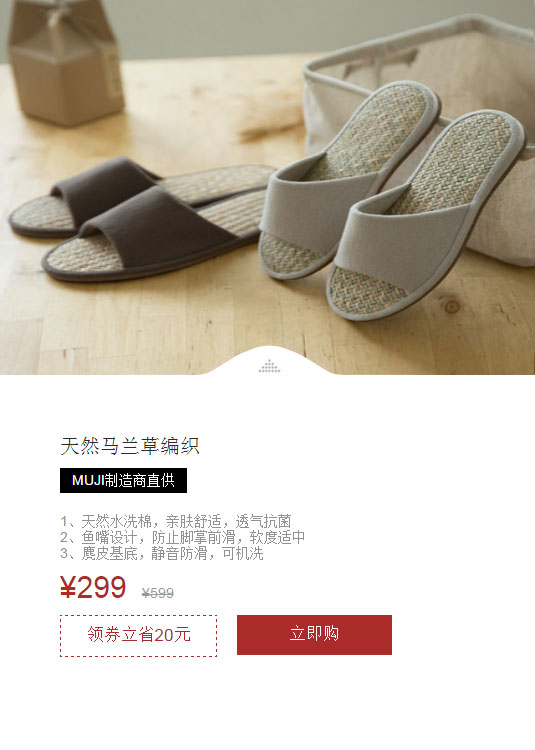 天然马兰草编织
MUJI制造商直供
1、天然水洗棉，亲肤舒适，透气抗菌
2、鱼嘴设计，防止脚掌前滑，软度适中
3、麂皮基底，静音防滑，可机洗
¥299 ¥599
领券立省20元 立即购